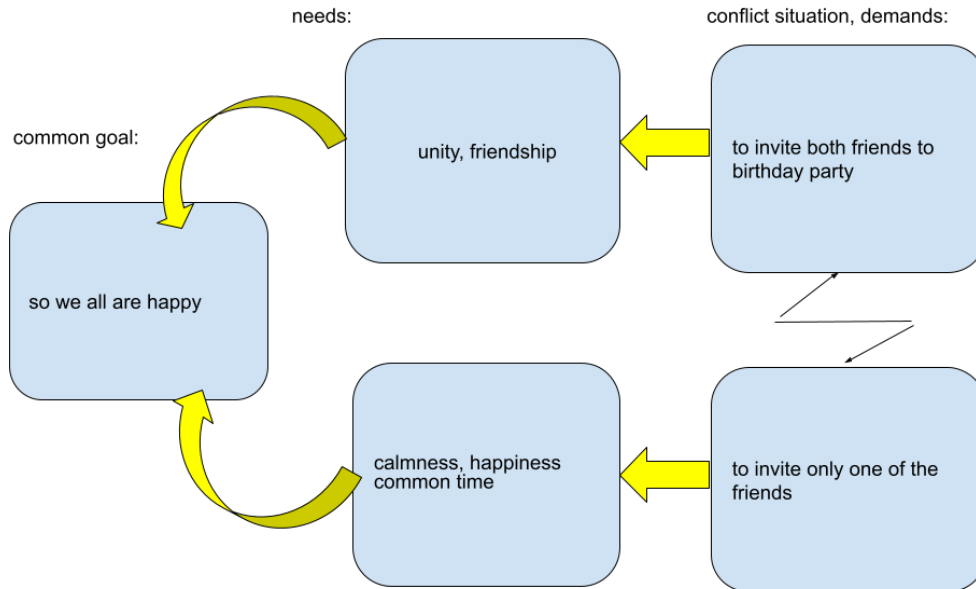 needs:
conflict situation, demands:
common goal:
unity, friendship
to invite both friends to
birthday party
so we all are happy
calmness, happiness
common time
to invite only one of the
friends